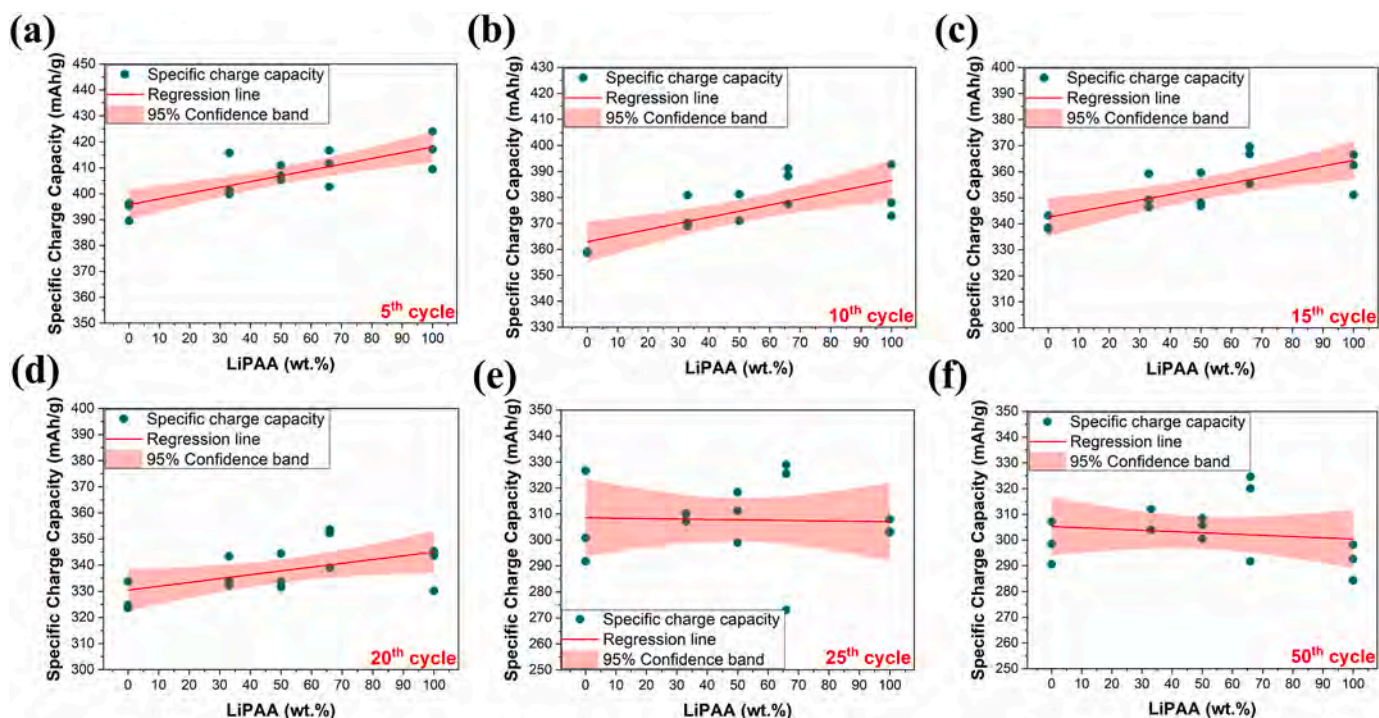 (a)
Specific Charge Capacity (mAh/g)
450
440
430
420
410
400
390
380
370
360
350
Specific charge capacity
Regression line
95% Confidence band
5th cycle
0 10 20 30 40 50 60 70 80 90 100
LiPAA (wt.%)
(b)
Specific Charge Capacity (mAh/g)
430
420
410
400
390
380
370
360
350
340
330
Specific charge capacity
Regression line
95% Confidence band
10th cycle
0 10 20 30 40 50 60 70 80 90 100
LiPAA (wt.%)
(c)
Specific Charge Capacity (mAh/g)
400
390
380
370
360
350
340
330
320
310
300
Specific charge capacity
Regression line
95% Confidence band
15th cycle
0 10 20 30 40 50 60 70 80 90 100
LiPAA (wt.%)
(d)
Specific Charge Capacity (mAh/g)
400
390
380
370
360
350
340
330
320
310
300
Specific charge capacity
Regression line
95% Confidence band
20th cycle
0 10 20 30 40 50 60 70 80 90 100
LiPAA (wt.%)
(e)
Specific Charge Capacity (mAh/g)
350
340
330
320
310
300
290
280
270
260
250
Specific charge capacity
Regression line
95% Confidence band
25th cycle
0 10 20 30 40 50 60 70 80 90 100
LiPAA (wt.%)
(f)
Specific Charge Capacity (mAh/g)
350
340
330
320
310
300
290
280
270
260
250
Specific charge capacity
Regression line
95% Confidence band
50th cycle
0 10 20 30 40 50 60 70 80 90 100
LiPAA (wt.%)